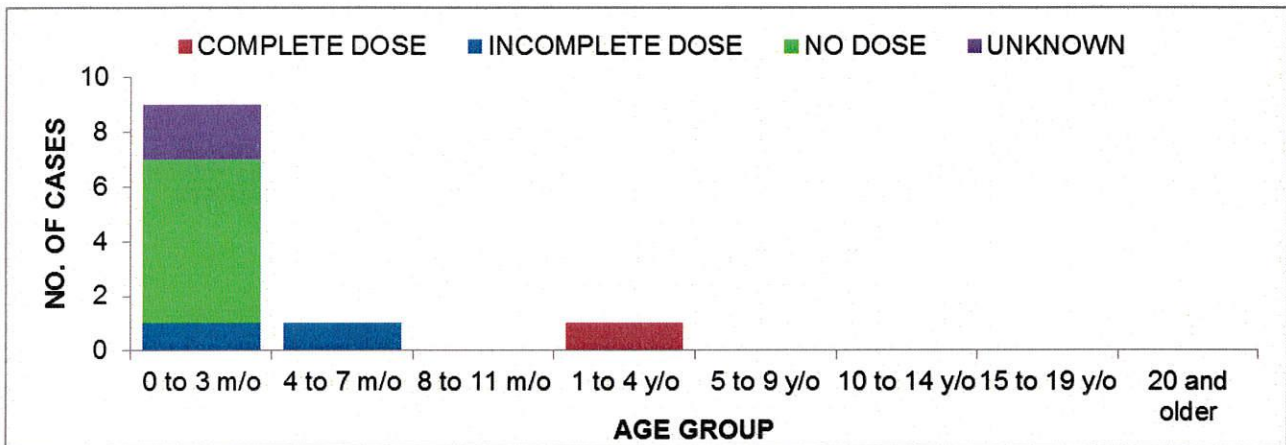 COMPLETE DOSE INCOMPLETE DOSE NO DOSE UNKNOWN
10
8
6
4
2
0
NO. OF CASES
0 to 3 m/o 4 to 7 m/o 8 to 11 m/o 1 to 4 y/o 5 to 9 y/o 10 to 14 y/o 15 to 19 y/o 20 and
older
AGE GROUP